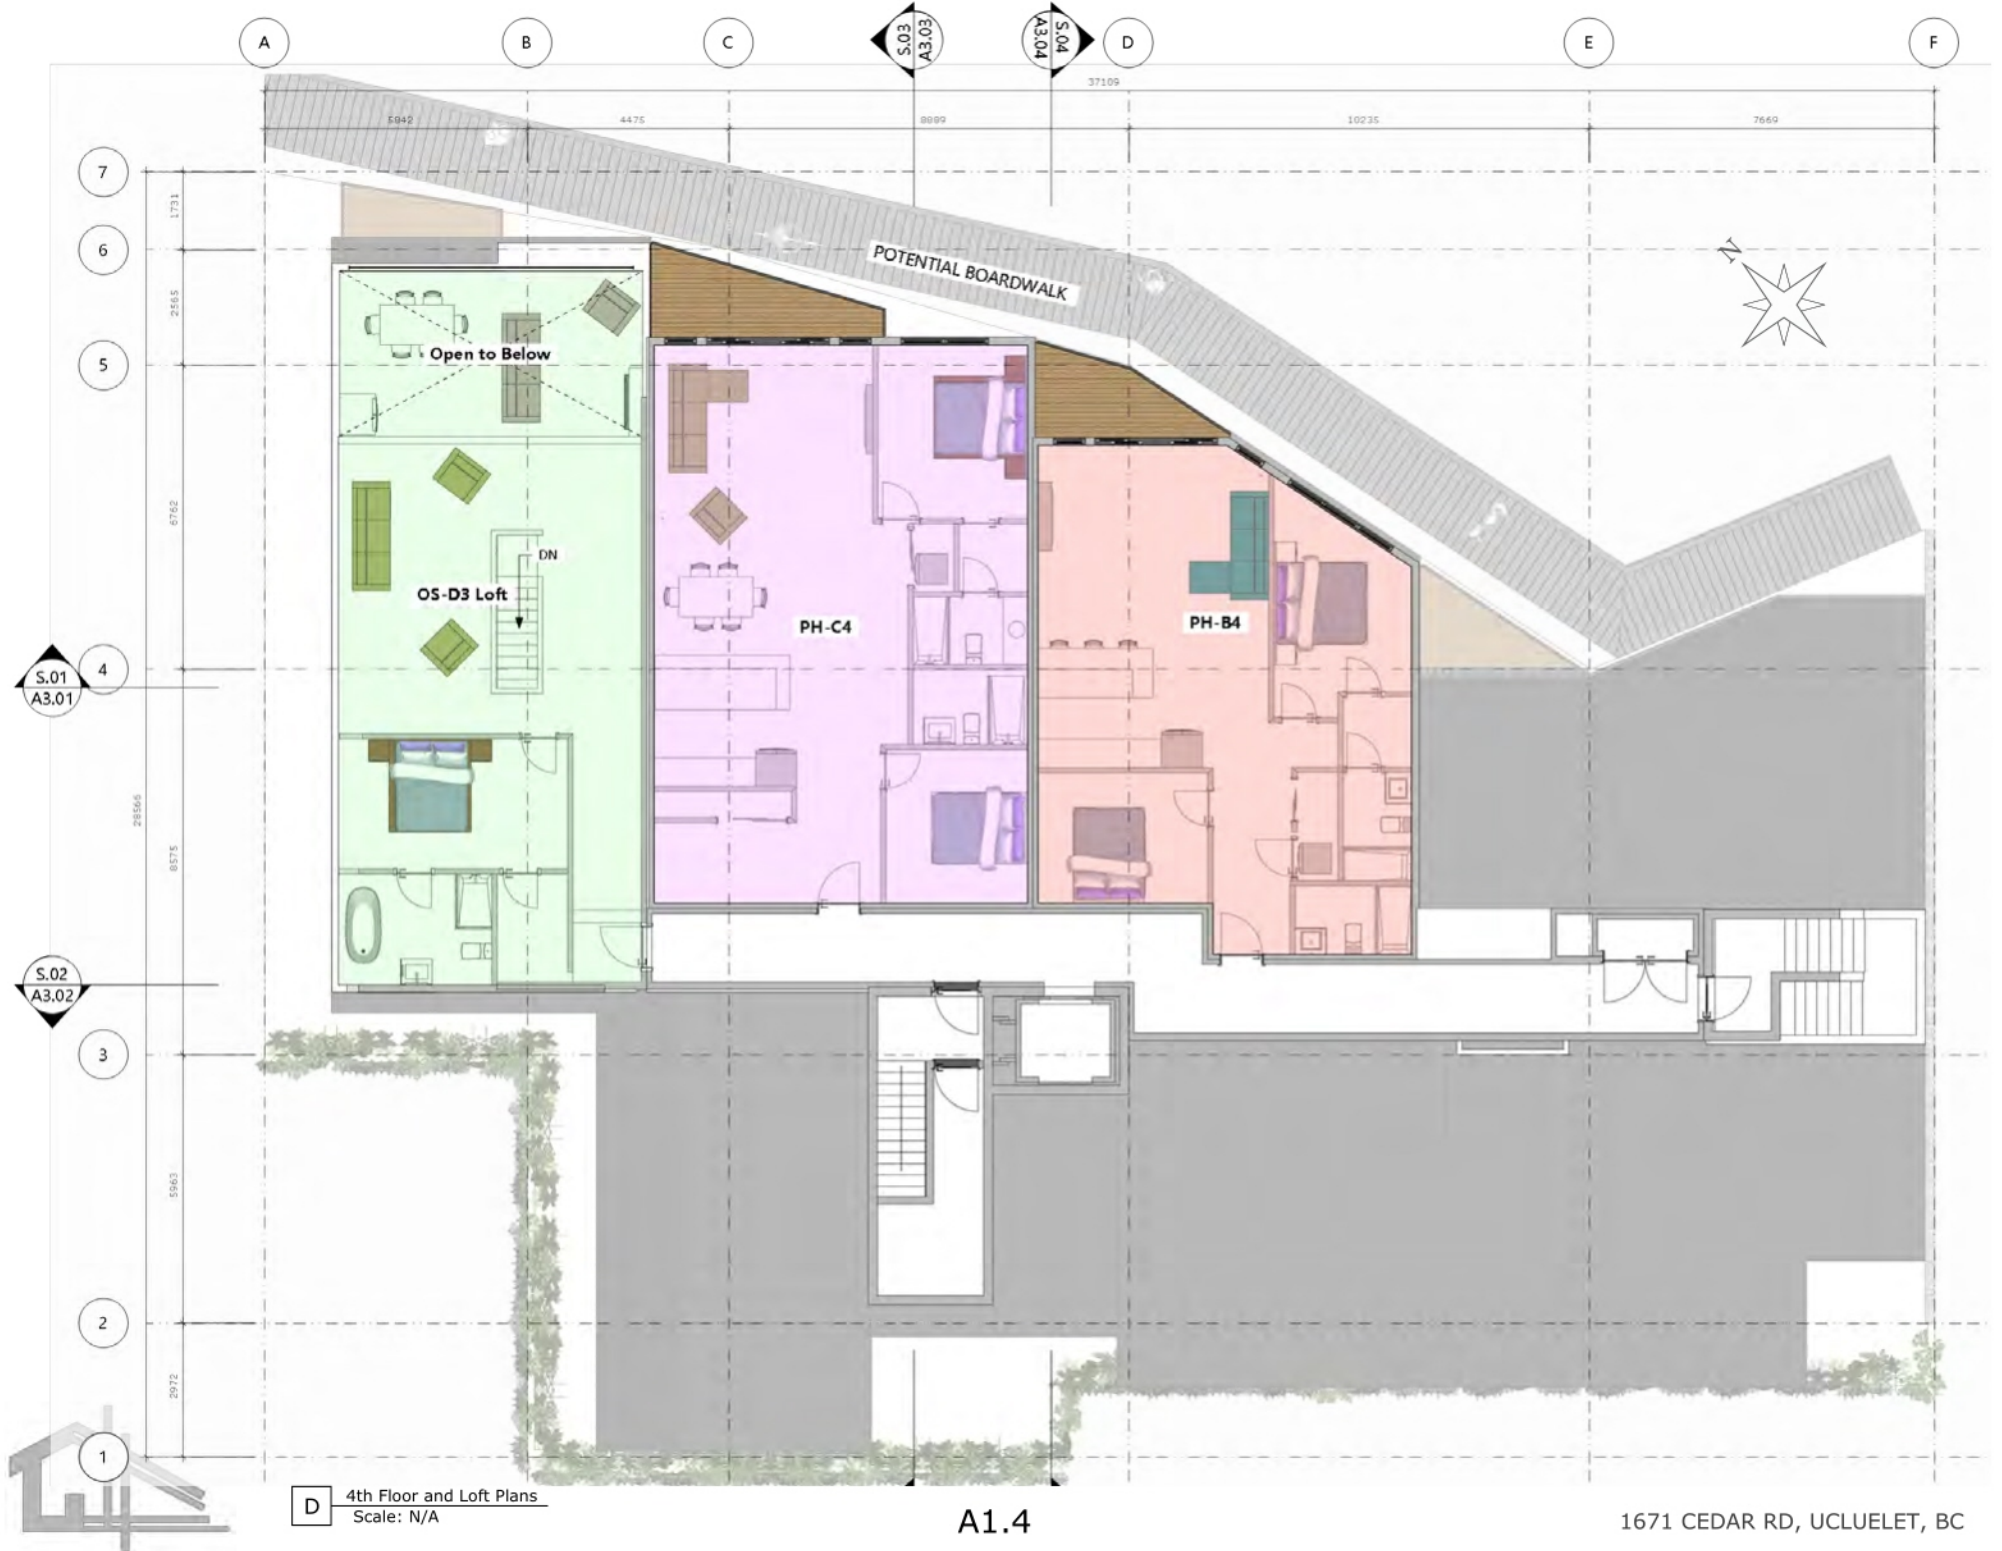 A
B
C
S.03
A3.03
S.04
A3.04
D
E
F
37109
5842
4475
8889
10235
7669
7
1731
6
N
POTENTIAL BOARDWALK
2565
Open to Below
5
6762
DN
OS-D3 Loft
PH-C4
PH-B4
4
S.01
A3.01
28566
8575
S.02
A3.02
3
5963
2
2972
1
D
4th Floor and Loft Plans
Scale: N/A
A1.4
1671 CEDAR RD, UCLUELET, BC